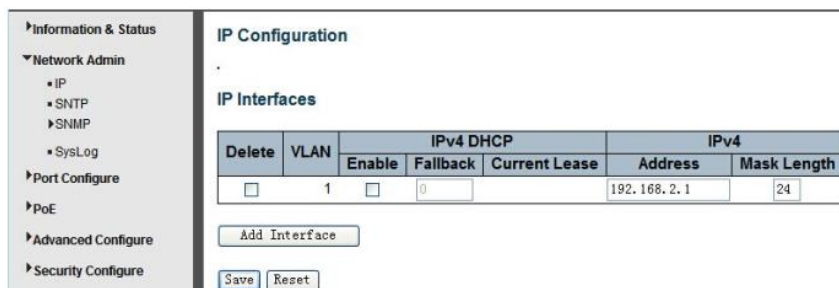 Information & Status
Network Admin
IP
SNTP
SNMP
SysLog
Port Configure
PoE
Advanced Configure
Security Configure
IP Configuration
.
IP Interfaces
Delete VLAN IPv4 DHCP IPv4
Enable Fallback Current Lease Address Mask Length
1 0 192.168.2.1 24
Add Interface
Save Reset